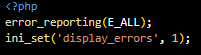 <?php
error_reporting(E_ALL);
ini_set('display_errors', 1);